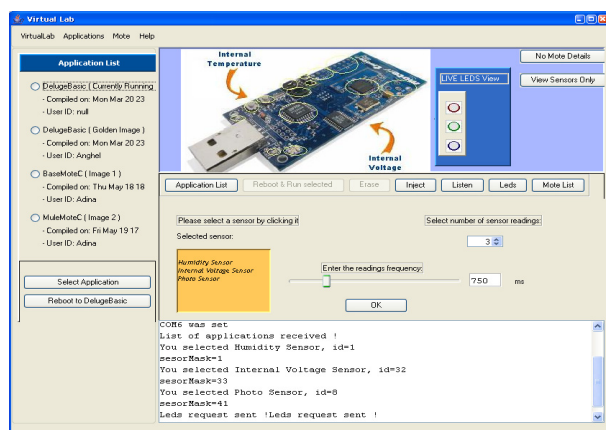 Virtual Lab
VirtualLab Applications Mote Help
Application List
DelugeBasic ( Currently Running
- Compiled on: Mon Mar 20 23
- User ID: null
DelugeBasic ( Golden Image )
- Compiled on: Mon Mar 20 23
- User ID: Anghel
BaseMoteC ( Image 1 )
- Compiled on: Thu May 18 18
- User ID: Adina
MuleMoteC ( Image 2 )
- Compiled on: Fri May 19 17
- User ID: Adina
Select Application
Reboot to DelugeBasic
Internal
Temperature
Internal
Voltage
LIVE LEDS View
No Mote Details
View Sensors Only
Application List Reboot & Run selected Erase Inject Listen Leds Mote List
Please select a sensor by clicking it
Select number of sensor readings:
Selected sensor:
3
Humidity Sensor
Internal Voltage Sensor
Photo Sensor
Enter the readings frequency:
750 ms
OK
COM6 was set
List of applications received !
You selected Humidity Sensor, id=1
sesorMask=1
You selected Internal Voltage Sensor, id=32
sesorMask=33
You selected Photo Sensor, id=8
sesorMask=41
Leds request sent !Leds request sent !